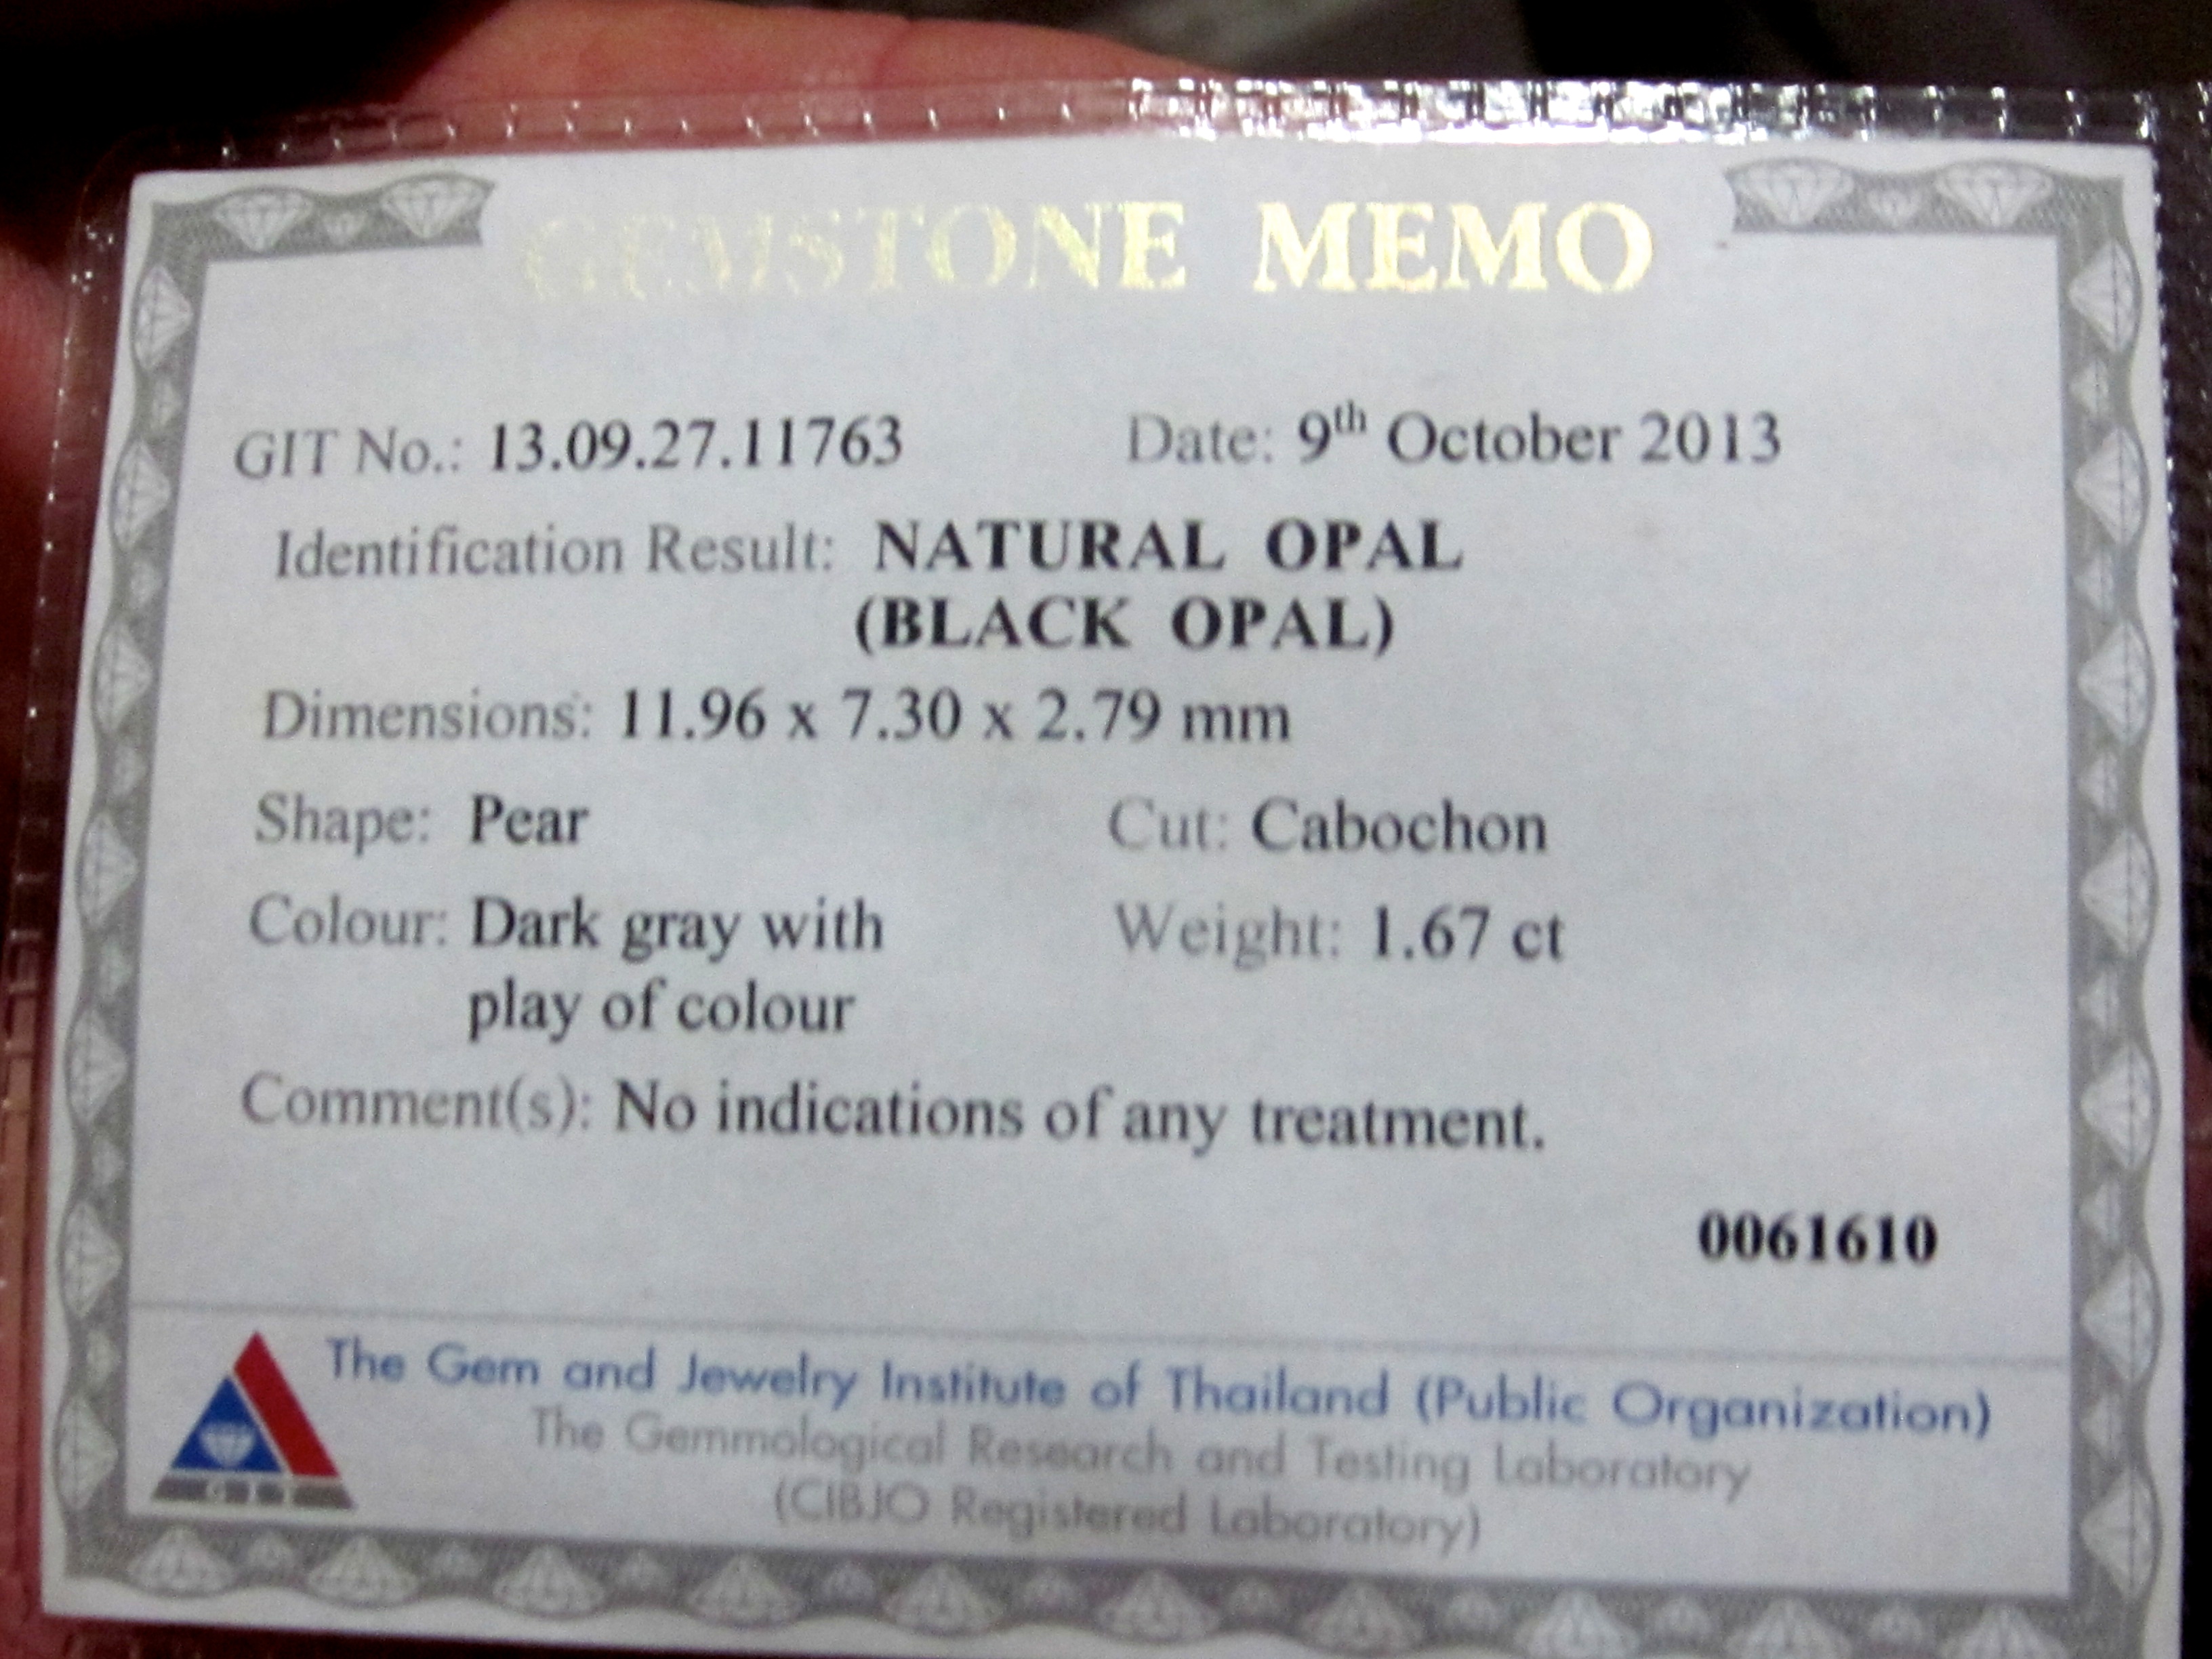 GEMSTONE MEMO
GIT No.: 13.09.27.11763 Date: 9th October 2013
Identification Result: NATURAL OPAL
(BLACK OPAL)
Dimensions: 11.96 x 7.30 x 2.79 mm
Shape: Pear Cut: Cabochon
Colour: Dark gray with Weight: 1.67 ct
play of colour
Comment(s): No indications of any treatment.
0061610
The Gem and Jewelry Institute of Thailand (Public Organization)
The Gemmological Research and Testing Laboratory
(CIBJO Registered Laboratory)
GIT